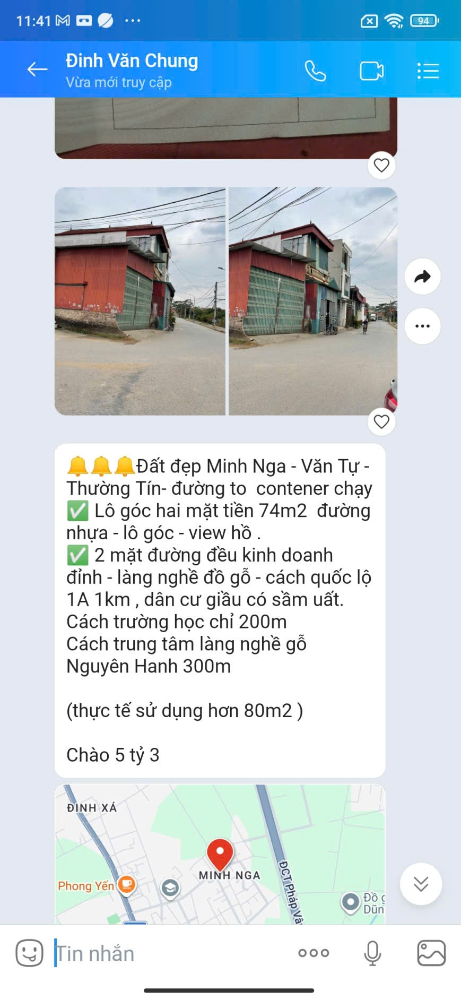 11:41
94
Đinh Văn Chung
Vừa mới truy cập
🔔🔔🔔Đất đẹp Minh Nga - Văn Tự -
Thường Tín- đường to  contener chạy
✅ Lô góc hai mặt tiền 74m2  đường
nhựa - lô góc - view hồ .
✅ 2 mặt đường đều kinh doanh
đỉnh - làng nghề đồ gỗ - cách quốc lộ
1A 1km , dân cư giầu có sầm uất.
Cách trường học chỉ 200m
Cách trung tâm làng nghề gỗ
Nguyên Hanh 300m
(thực tế sử dụng hơn 80m2 )
Chào 5 tỷ 3
ĐINH XÁ
MINH NGA
Phong Yến
ĐCT Pháp Vâ
Đồ g
Dũn
Tin nhắn